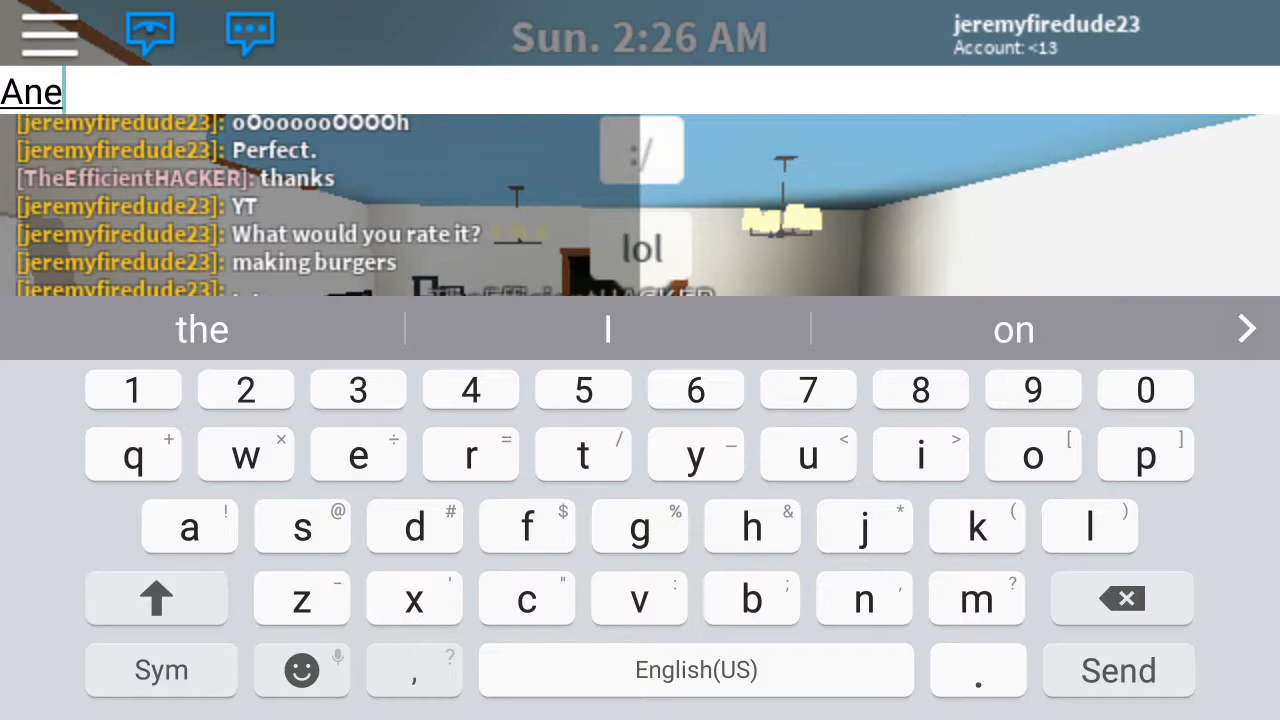 Sun. 2:26 AM
jeremyfiredude23
Account: <13
Ane
[jeremyfiredude23]: oOoooooOOOOh
[jeremyfiredude23]: Perfect.
[TheEfficientHACKER]: thanks
[jeremyfiredude23]: YT
[jeremyfiredude23]: What would you rate it?
[jeremyfiredude23]: making burgers
[jeremyfiredude23]:
:/
lol
TheEfficientHACKER
the I on
1 2 3 4 5 6 7 8 9 0
q + w × e ÷ r = t / y _ u < i > o [ p ]
a ! s @ d # f $ g % h & j * k ( l )
z - x ' c " v : b ; n , m ?
Sym , ? English(US) . Send